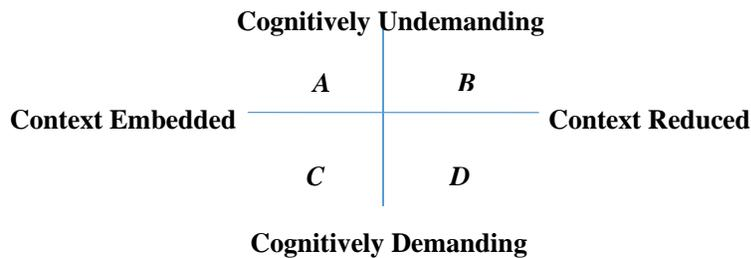 Cognitively Undemanding
A B
Context Embedded Context Reduced
C D
Cognitively Demanding